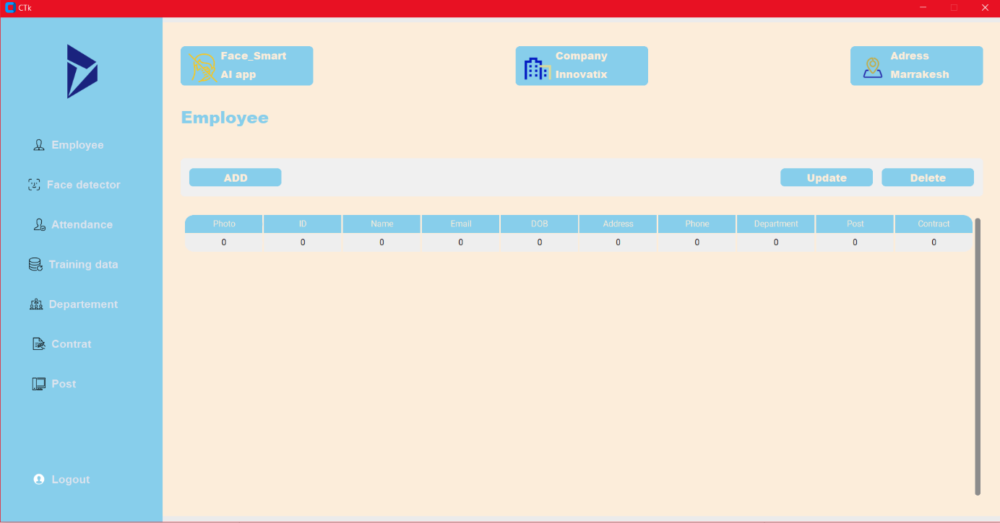 CTk
Face_Smart
AI app
Company
Innovatix
Adress
Marrakesh
Employee
Employee
Face detector
Attendance
Training data
Departement
Contrat
Post
Logout
ADD Update Delete
Photo ID Name Email DOB Address Phone Department Post Contract
0 0 0 0 0 0 0 0 0 0